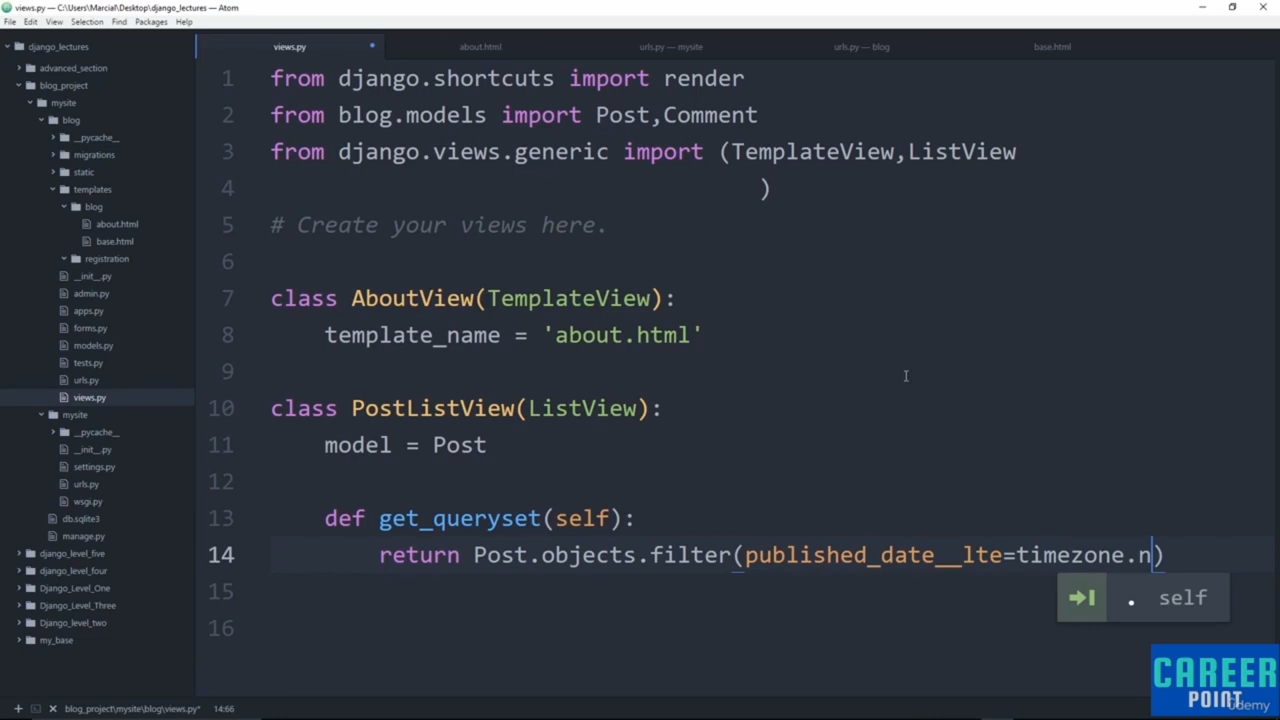 views.py — C:\Users\Marcial\Desktop\django_lectures — Atom
File Edit View Selection Find Packages Help
django_lectures
advanced_section
blog_project
mysite
blog
__pycache__
migrations
static
templates
blog
about.html
base.html
registration
__init__.py
admin.py
apps.py
forms.py
models.py
tests.py
urls.py
views.py
mysite
__pycache__
__init__.py
settings.py
urls.py
wsgi.py
db.sqlite3
manage.py
django_level_five
django_level_four
Django_Level_One
Django_Level_Three
Django_level_two
my_base
views.py about.html urls.py — mysite urls.py — blog base.html
1 from django.shortcuts import render
2 from blog.models import Post,Comment
3 from django.views.generic import (TemplateView,ListView
4 )
5 # Create your views here.
6
7 class AboutView(TemplateView):
8 template_name = 'about.html'
9
10 class PostListView(ListView):
11 model = Post
12
13 def get_queryset(self):
14 return Post.objects.filter(published_date__lte=timezone.n)
. self
15
16
CAREER
POINT
Udemy
blog_project\mysite\blog\views.py* 14:66